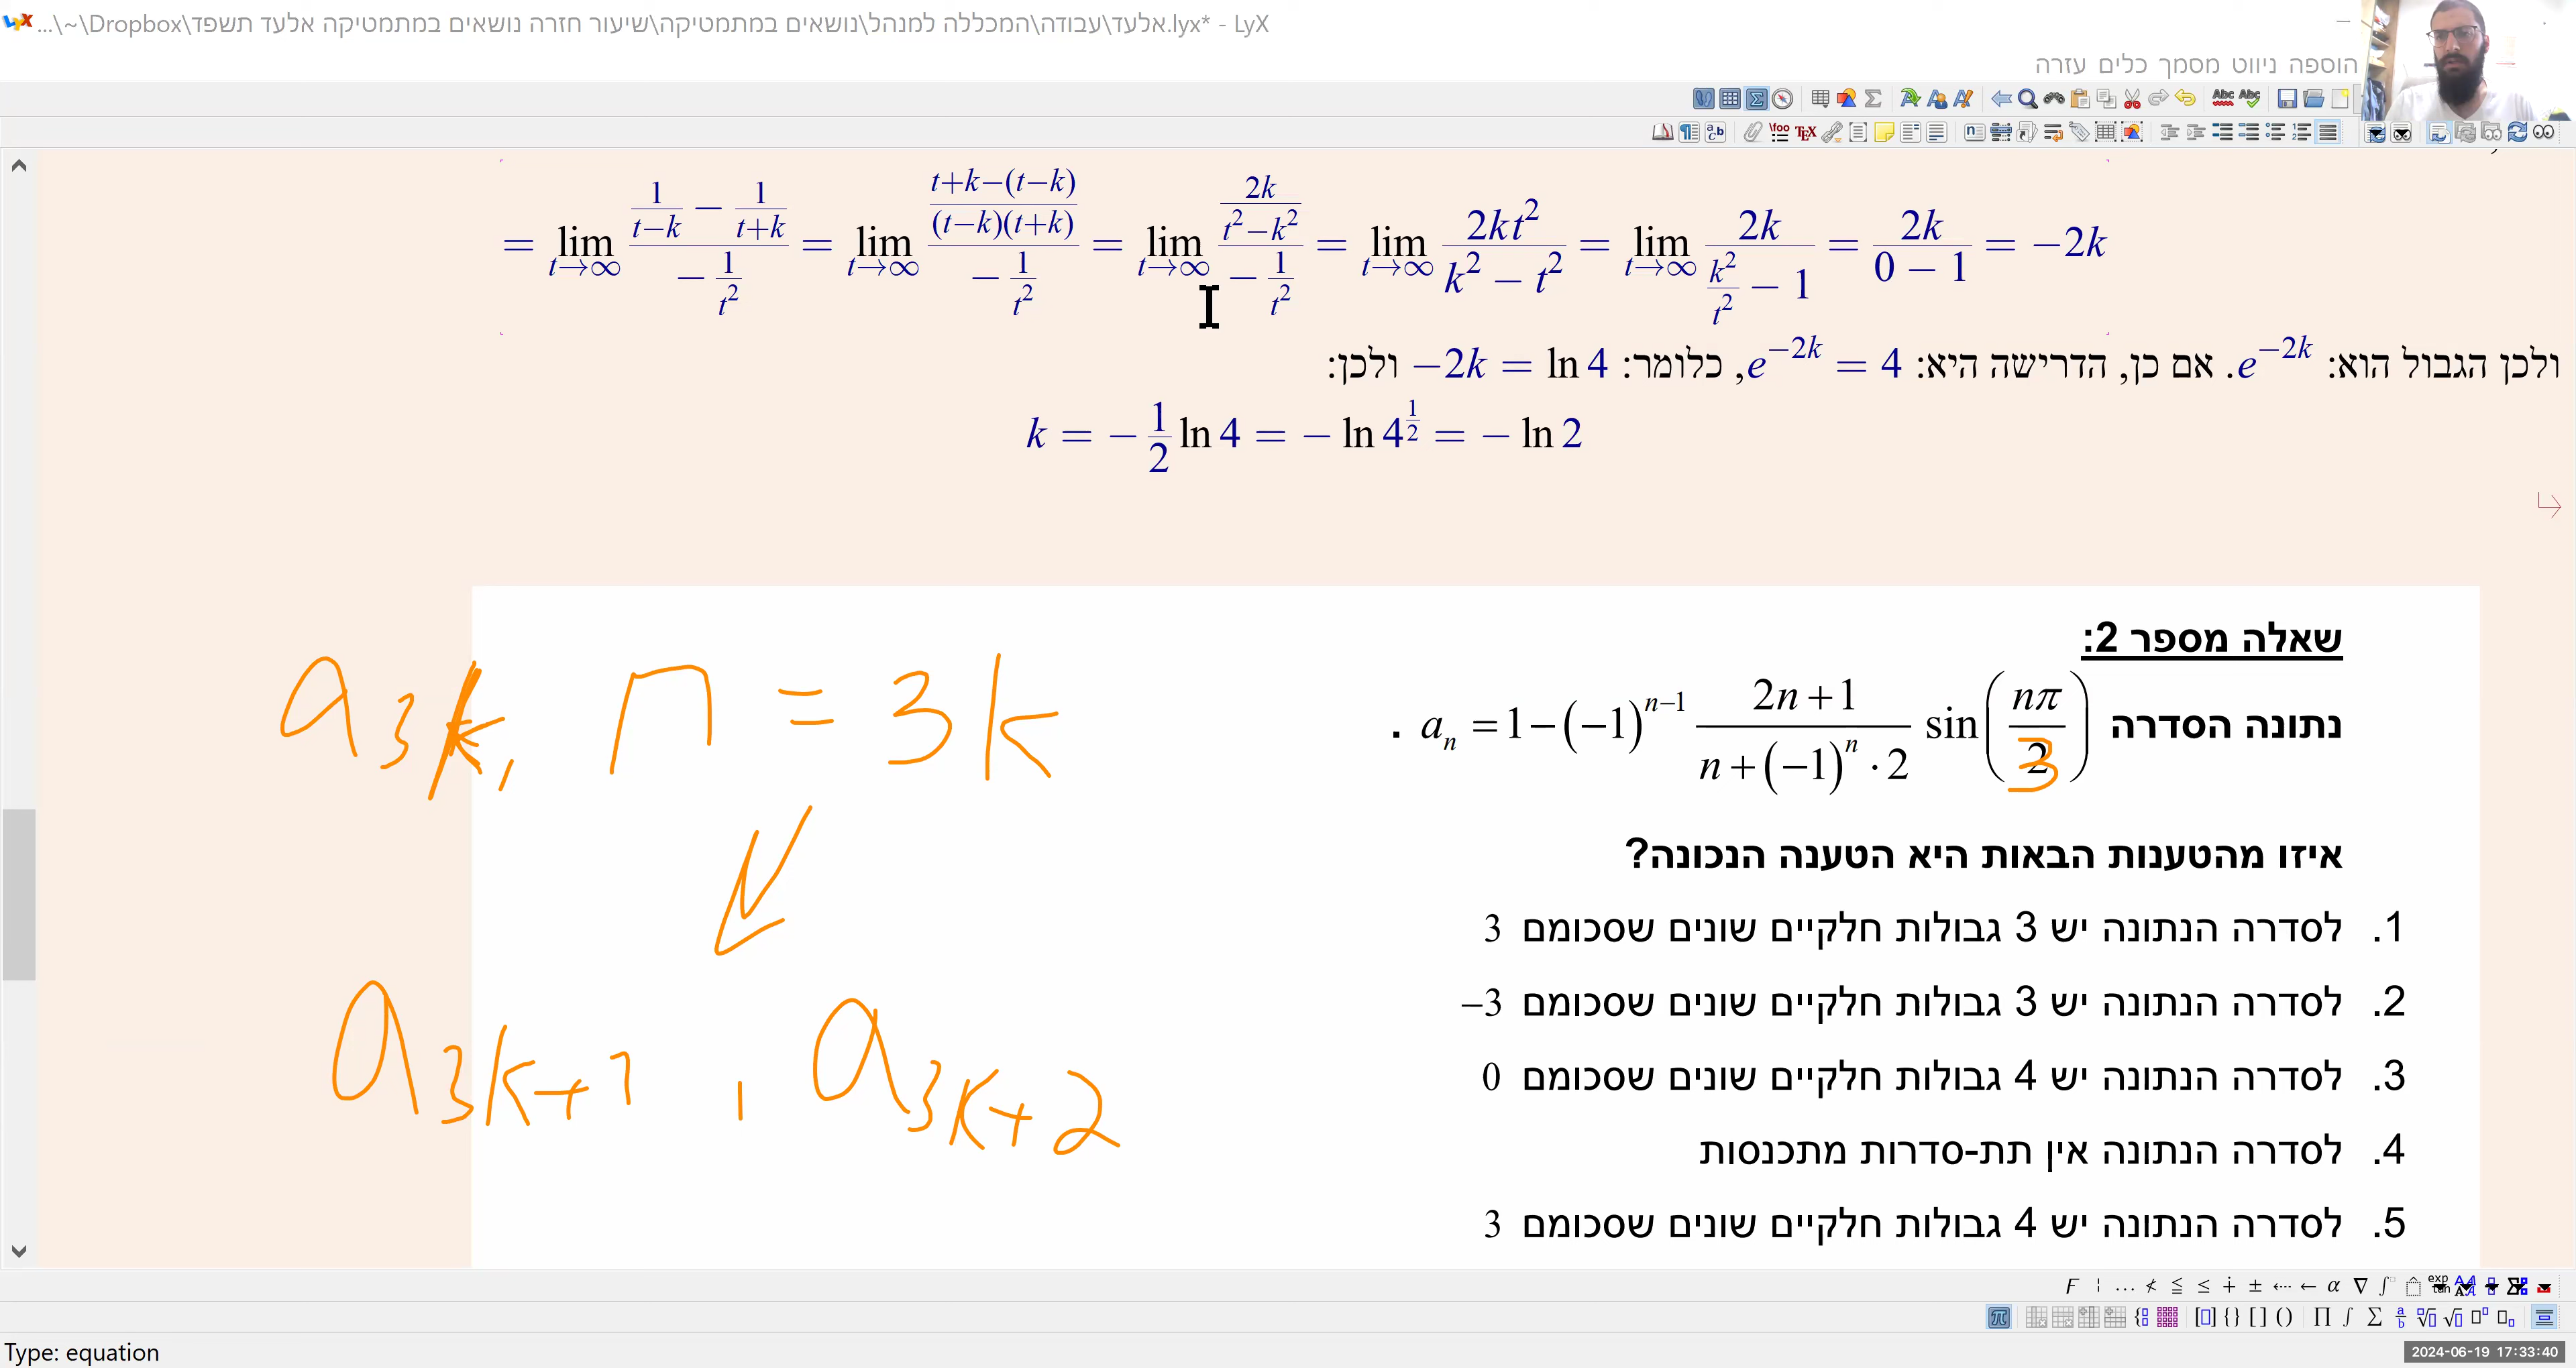 ...\~\Dropbox\אלעד\עבודה\המכללה למנהל\נושאים במתמטיקה\שיעור חזרה נושאים במתמטיקה אלעד תשפד.lyx* - LyX
הוספה ניווט מסמך כלים עזרה
= lim_{t→∞} (1/(t−k) − 1/(t+k)) / (−1/t²) = lim_{t→∞} ((t+k−(t−k))/((t−k)(t+k))) / (−1/t²) = lim_{t→∞} (2k/(t²−k²)) / (−1/t²) = lim_{t→∞} 2kt²/(k² − t²) = lim_{t→∞} 2k/(k²/t² − 1) = 2k/(0 − 1) = −2k
ולכן הגבול הוא: e^{−2k}. אם כן, הדרישה היא: e^{−2k} = 4, כלומר: −2k = ln 4 ולכן:
k = −1/2 ln 4 = − ln 4^{1/2} = − ln 2
שאלה מספר 2:
נתונה הסדרה a_n = 1−(−1)^{n−1} (2n+1)/(n+(−1)^n · 2) sin(nπ/2) .
3
a_{3k}, n = 3k
איזו מהטענות הבאות היא הטענה הנכונה?
1. לסדרה הנתונה יש 3 גבולות חלקיים שונים שסכומם 3
2. לסדרה הנתונה יש 3 גבולות חלקיים שונים שסכומם −3
3. לסדרה הנתונה יש 4 גבולות חלקיים שונים שסכומם 0
a_{3k+1} , a_{3k+2}
4. לסדרה הנתונה אין תת-סדרות מתכנסות
5. לסדרה הנתונה יש 4 גבולות חלקיים שונים שסכומם 3
Type: equation
2024-06-19 17:33:40